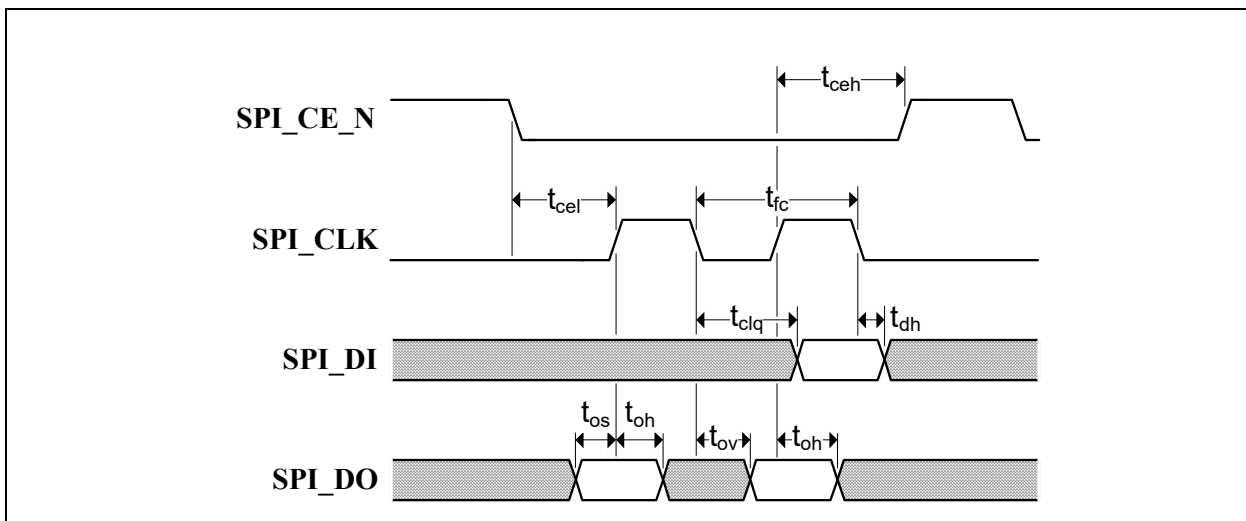 t_ceh
SPI_CE_N
t_cel
t_fc
SPI_CLK
t_clq
t_dh
SPI_DI
t_os
t_oh
t_ov
t_oh
SPI_DO